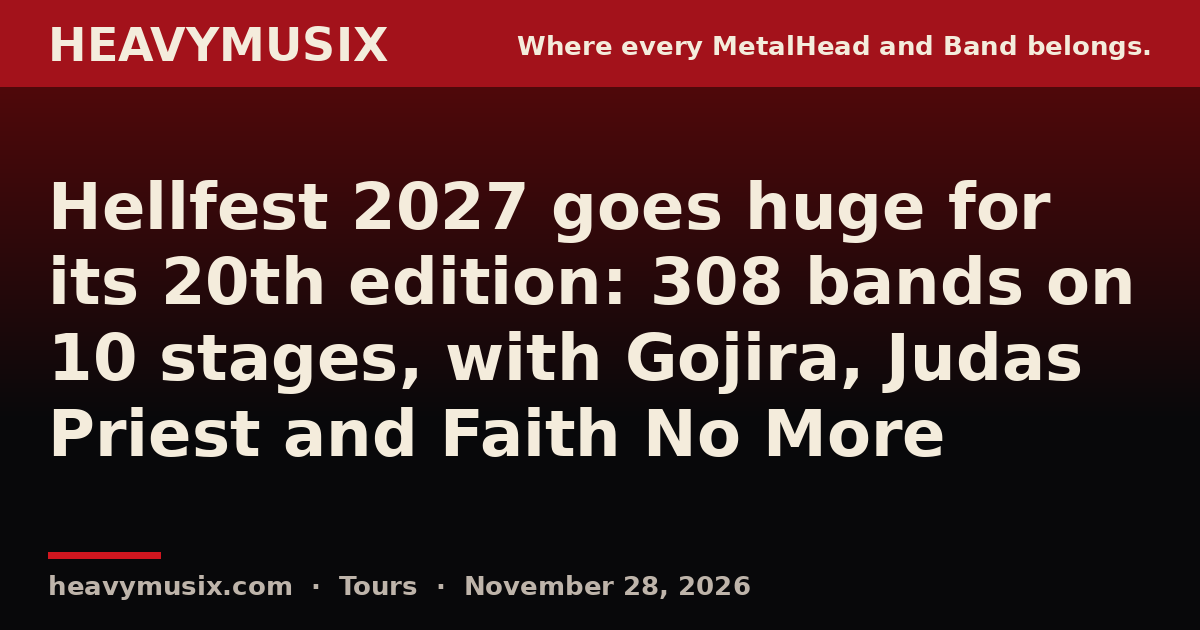 HEAVYMUSIX
Where every MetalHead and Band belongs.
Hellfest 2027 goes huge for
its 20th edition: 308 bands on
10 stages, with Gojira, Judas
Priest and Faith No More
heavymusix.com · Tours · November 28, 2026